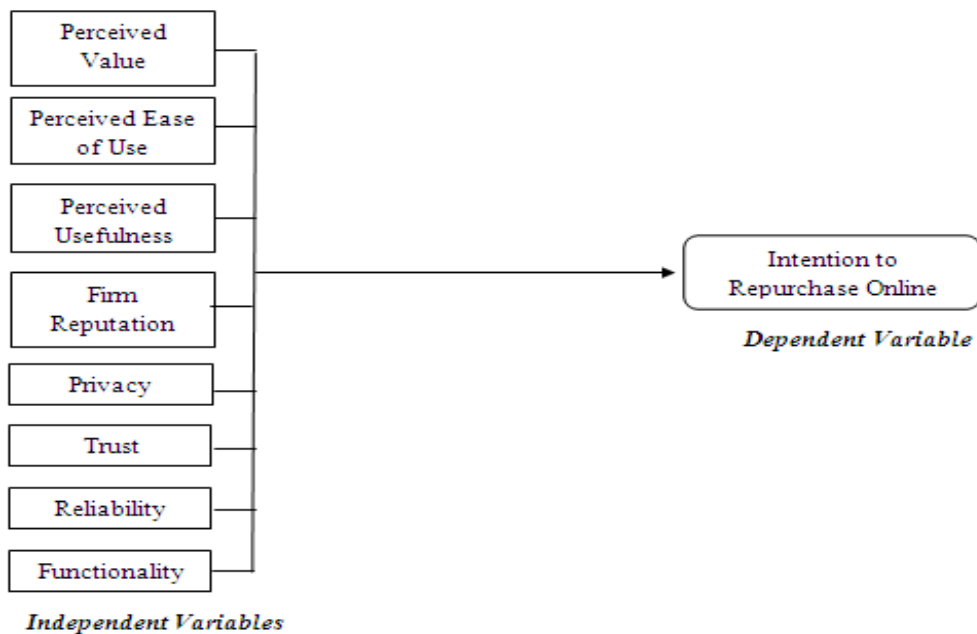 Perceived
Value
Perceived Ease
of Use
Perceived
Usefulness
Firm
Reputation
Privacy
Trust
Reliability
Functionality
Independent Variables
Intention to
Repurchase Online
Dependent Variable